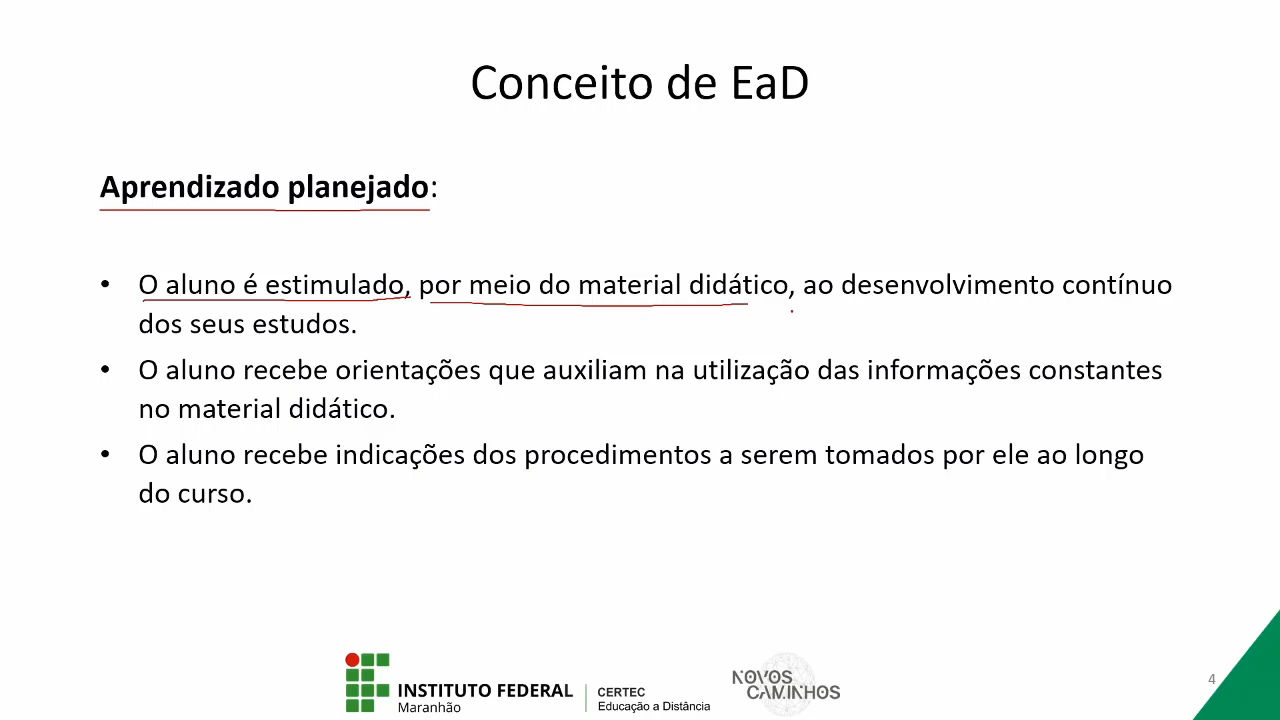 Conceito de EaD
Aprendizado planejado:
• O aluno é estimulado, por meio do material didático, ao desenvolvimento contínuo
dos seus estudos.
• O aluno recebe orientações que auxiliam na utilização das informações constantes
no material didático.
• O aluno recebe indicações dos procedimentos a serem tomados por ele ao longo
do curso.
INSTITUTO FEDERAL
Maranhão
CERTEC
Educação a Distância
NOVOS
CAMINHOS
4